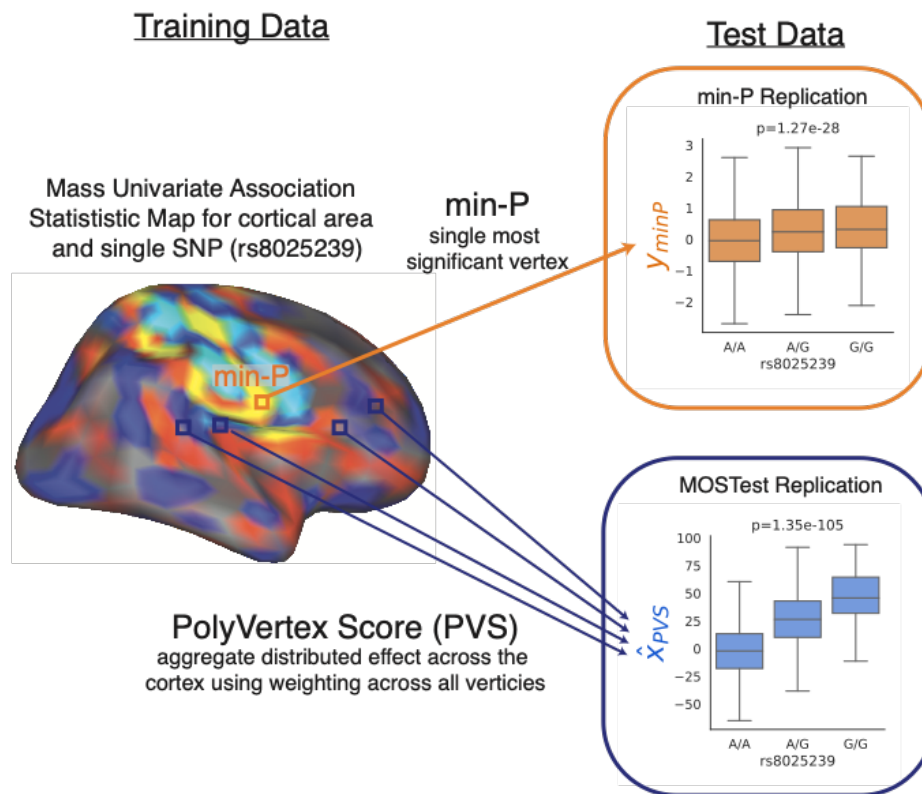 Training Data
Test Data
Mass Univariate Association
Statististic Map for cortical area
and single SNP (rs8025239)
min-P
min-P
single most
significant vertex
PolyVertex Score (PVS)
aggregate distributed effect across the
cortex using weighting across all verticies
min-P Replication
p=1.27e-28
3
2
1
0
−1
−2
y_minP
A/A A/G G/G
rs8025239
MOSTest Replication
p=1.35e-105
100
75
50
25
0
−25
−50
x̂_PVS
A/A A/G G/G
rs8025239